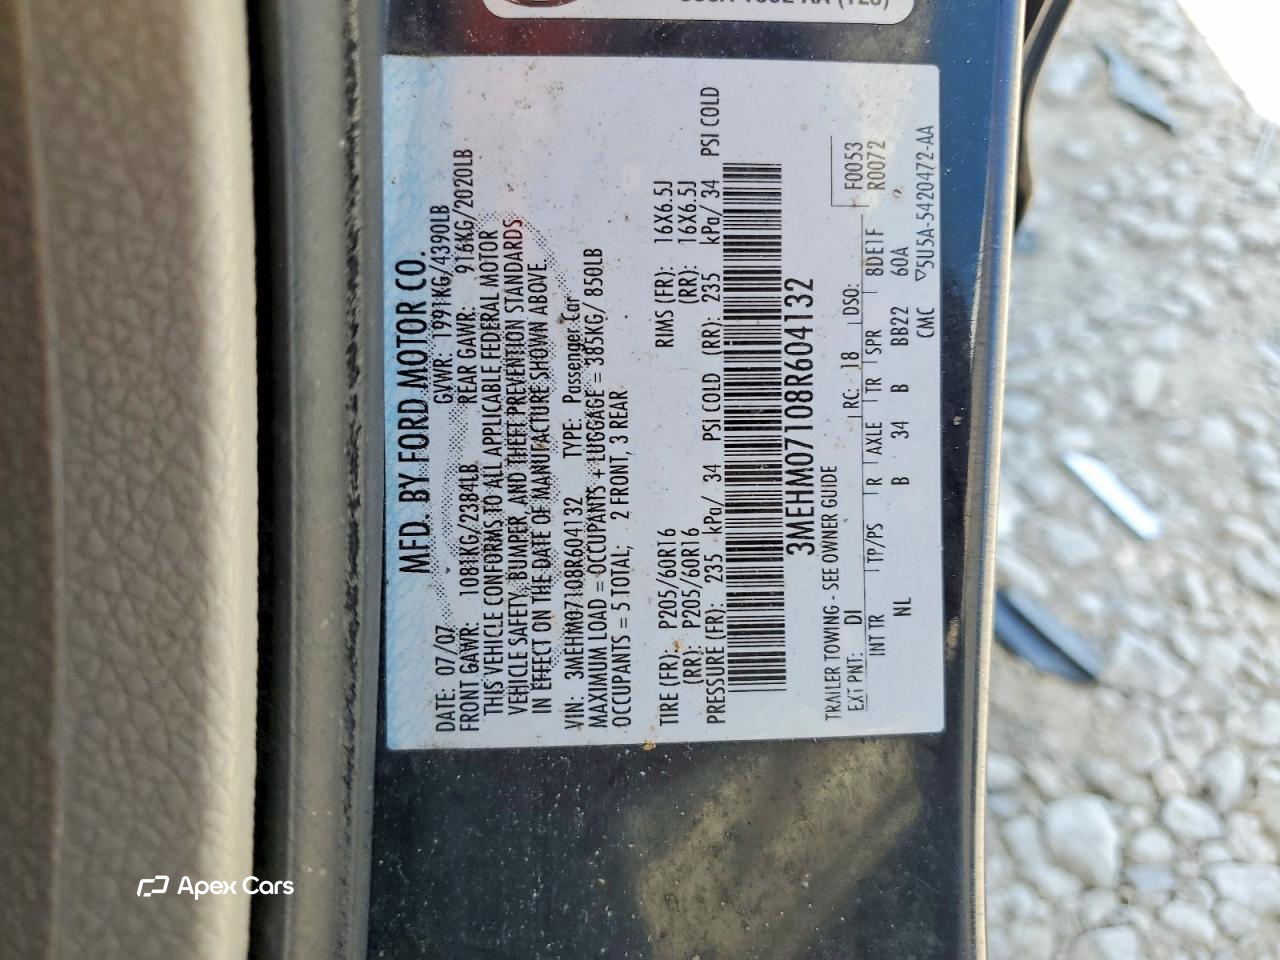 MFD. BY FORD MOTOR CO.
DATE: 07/07 GVWR: 1991KG/4390LB
FRONT GAWR: 1081KG/2384LB REAR GAWR: 916KG/2020LB
THIS VEHICLE CONFORMS TO ALL APPLICABLE FEDERAL MOTOR
VEHICLE SAFETY, BUMPER, AND THEFT PREVENTION STANDARDS
IN EFFECT ON THE DATE OF MANUFACTURE SHOWN ABOVE
VIN: 3MEHM07108R604132 TYPE: Passenger Car
MAXIMUM LOAD = OCCUPANTS + LUGGAGE = 385KG/ 850LB
OCCUPANTS = 5 TOTAL; 2 FRONT, 3 REAR
TIRE (FR): P205/60R16 RIMS (FR): 16X6.5J
(RR): P205/60R16 (RR): 16X6.5J
PRESSURE (FR): 235 kPa/ 34 PSI COLD (RR): 235 kPa/ 34 PSI COLD
3MEHM07108R604132
TRAILER TOWING - SEE OWNER GUIDE
F0053
R0072
EXT PNT: DI RC: 18 DSO:
INT TR TP/PS R AXLE TR SPR 8DE1F
NL B 34 B BB22 60A
CMC ▽5U5A-5420472-AA
Apex Cars